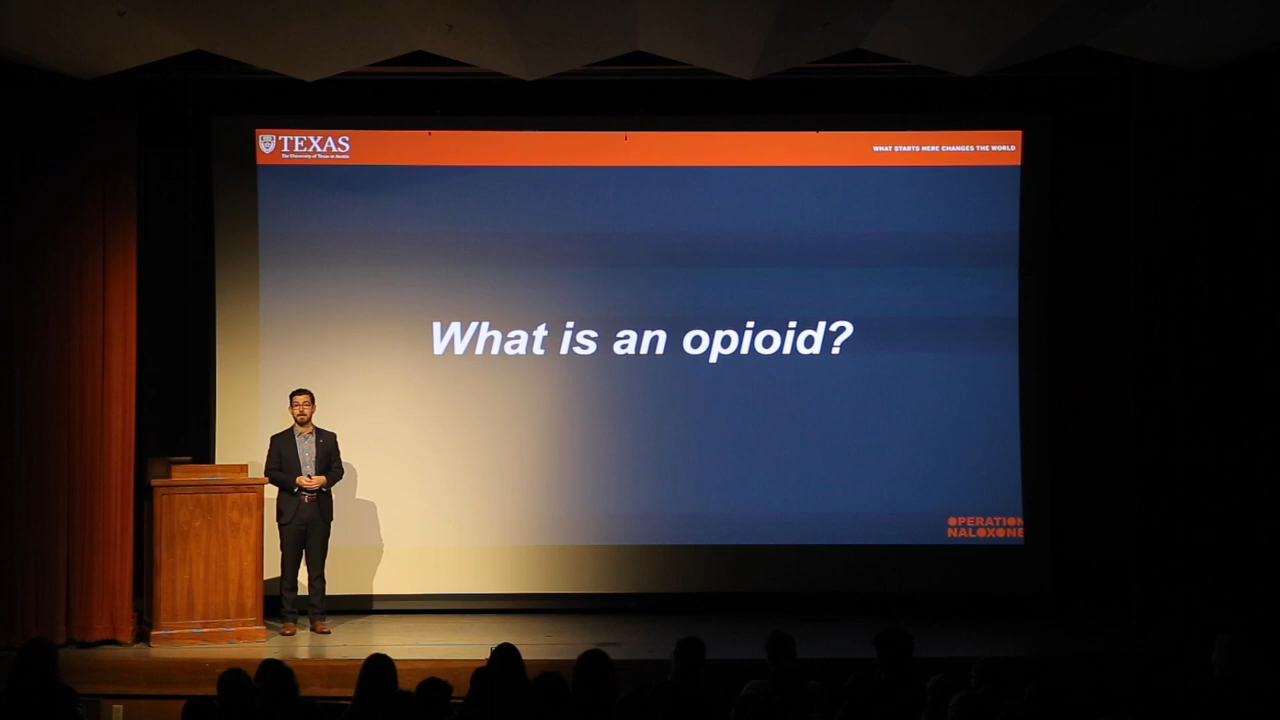 TEXAS
The University of Texas at Austin
WHAT STARTS HERE CHANGES THE WORLD
What is an opioid?
OPERATION
NALOXONE